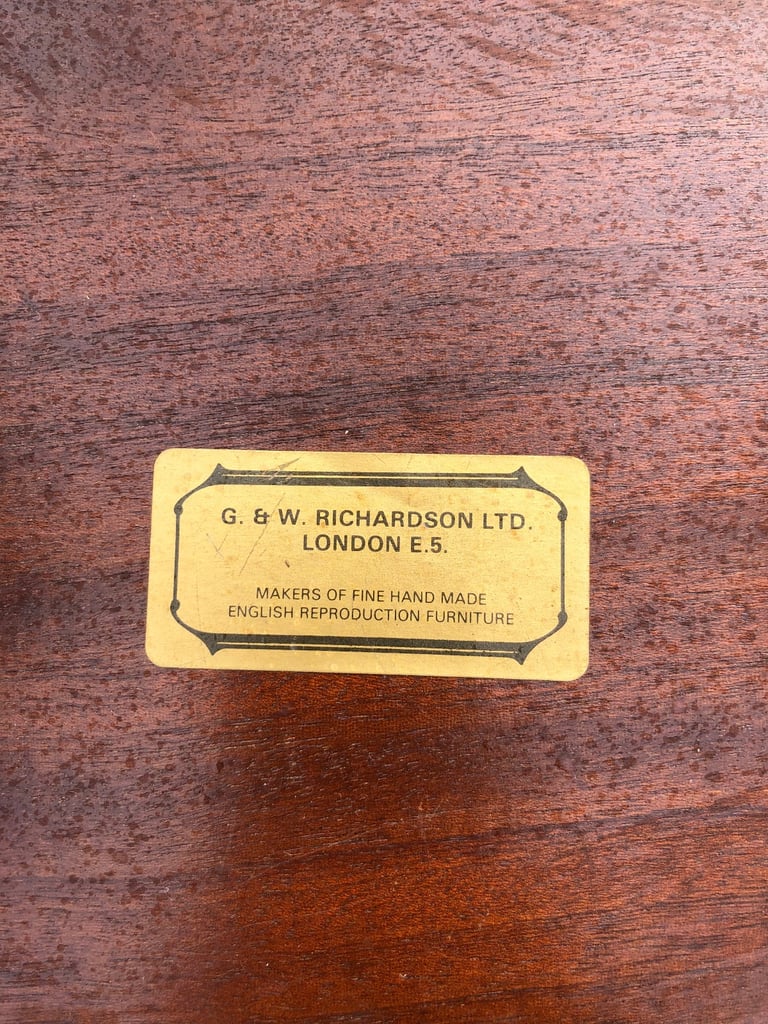 G. & W. RICHARDSON LTD.
LONDON E.5.
MAKERS OF FINE HAND MADE
ENGLISH REPRODUCTION FURNITURE